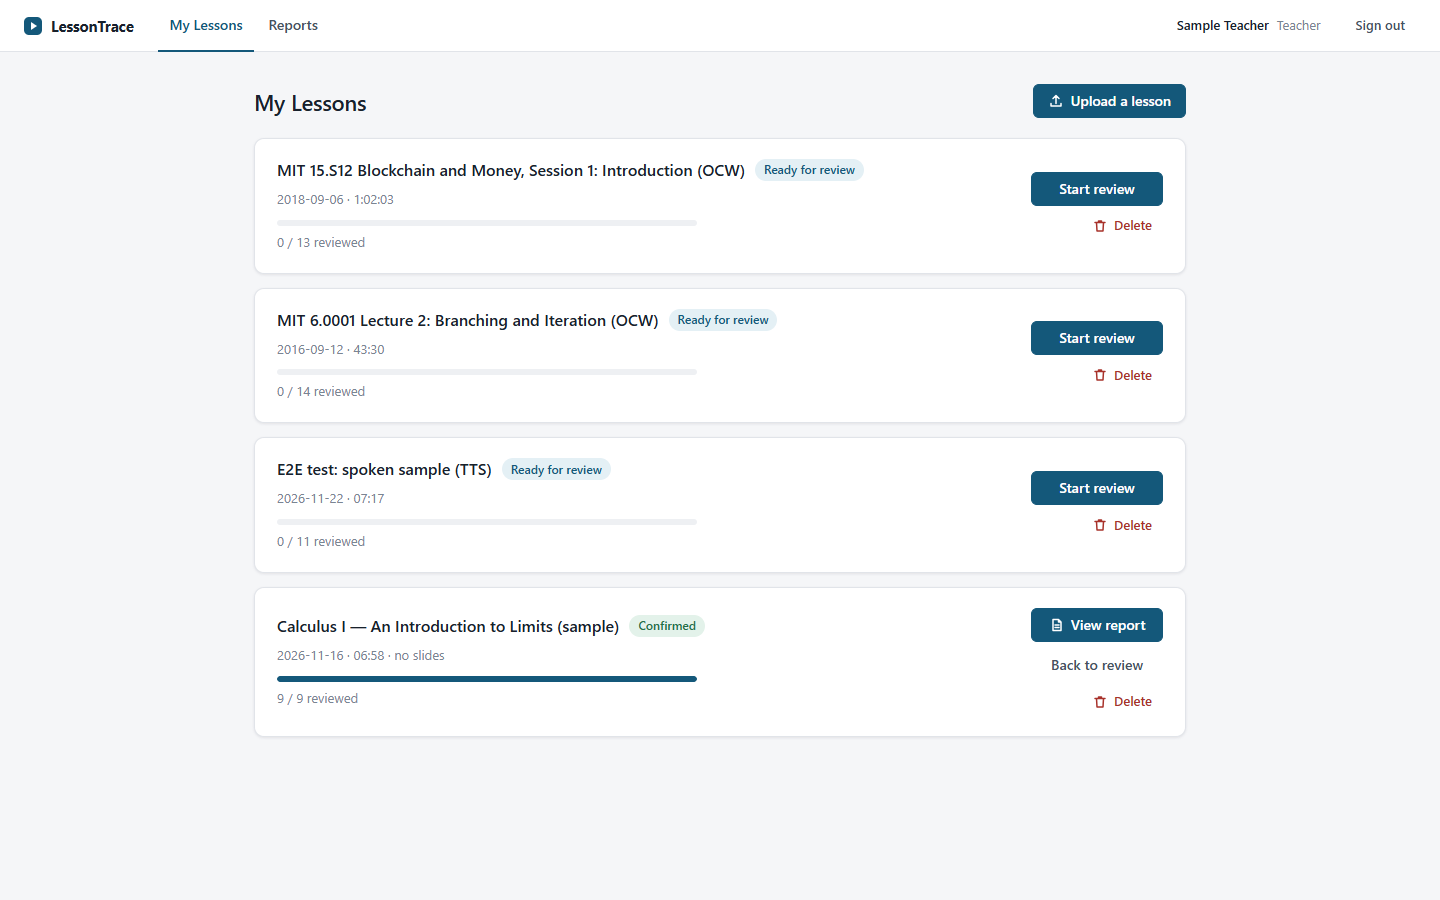 LessonTrace My Lessons Reports Sample Teacher Teacher Sign out
My Lessons Upload a lesson
MIT 15.S12 Blockchain and Money, Session 1: Introduction (OCW) Ready for review
2018-09-06 · 1:02:03
0 / 13 reviewed
Start review
Delete
MIT 6.0001 Lecture 2: Branching and Iteration (OCW) Ready for review
2016-09-12 · 43:30
0 / 14 reviewed
Start review
Delete
E2E test: spoken sample (TTS) Ready for review
2026-11-22 · 07:17
0 / 11 reviewed
Start review
Delete
Calculus I — An Introduction to Limits (sample) Confirmed
2026-11-16 · 06:58 · no slides
9 / 9 reviewed
View report
Back to review
Delete